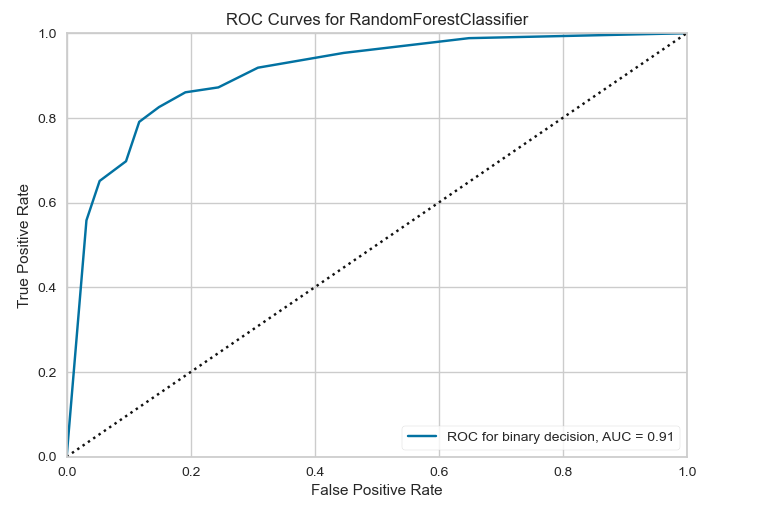 ROC Curves for RandomForestClassifier
1.0
0.8
0.6
0.4
0.2
0.0
True Positive Rate
ROC for binary decision, AUC = 0.91
0.0 0.2 0.4 0.6 0.8 1.0
False Positive Rate